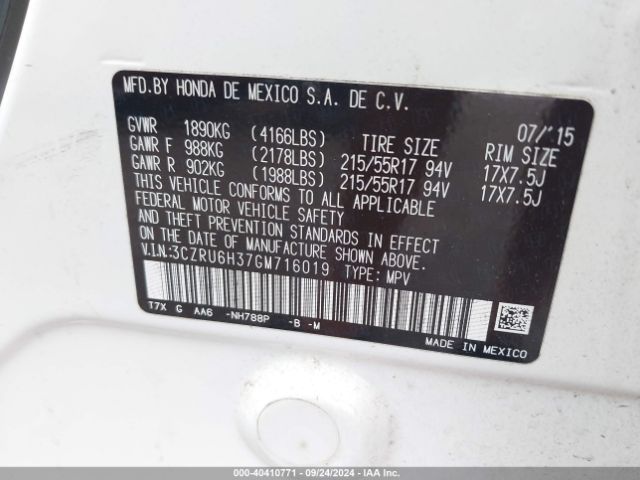 MFD.BY HONDA DE MEXICO S.A. DE C.V.
07/'15
GVWR 1890KG (4166LBS) TIRE SIZE RIM SIZE
GAWR F 988KG (2178LBS) 215/55R17 94V 17X7.5J
GAWR R 902KG (1988LBS) 215/55R17 94V 17X7.5J
THIS VEHICLE CONFORMS TO ALL APPLICABLE
FEDERAL MOTOR VEHICLE SAFETY
AND THEFT PREVENTION STANDARDS IN EFFECT
ON THE DATE OF MANUFACTURE SHOWN ABOVE.
V.I.N.:3CZRU6H37GM716019 TYPE: MPV
T7X G AA6 -NH788P -B -M
MADE IN MEXICO
000-40410771 - 09/24/2024 - IAA Inc.